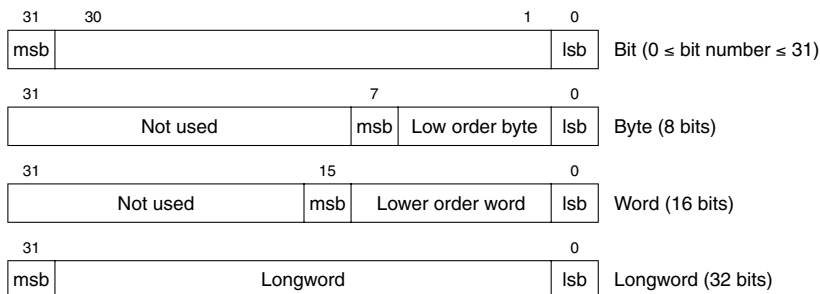 31 30 1 0
msb lsb Bit (0 ≤ bit number ≤ 31)
31 7 0
Not used msb Low order byte lsb Byte (8 bits)
31 15 0
Not used msb Lower order word lsb Word (16 bits)
31 0
msb Longword lsb Longword (32 bits)